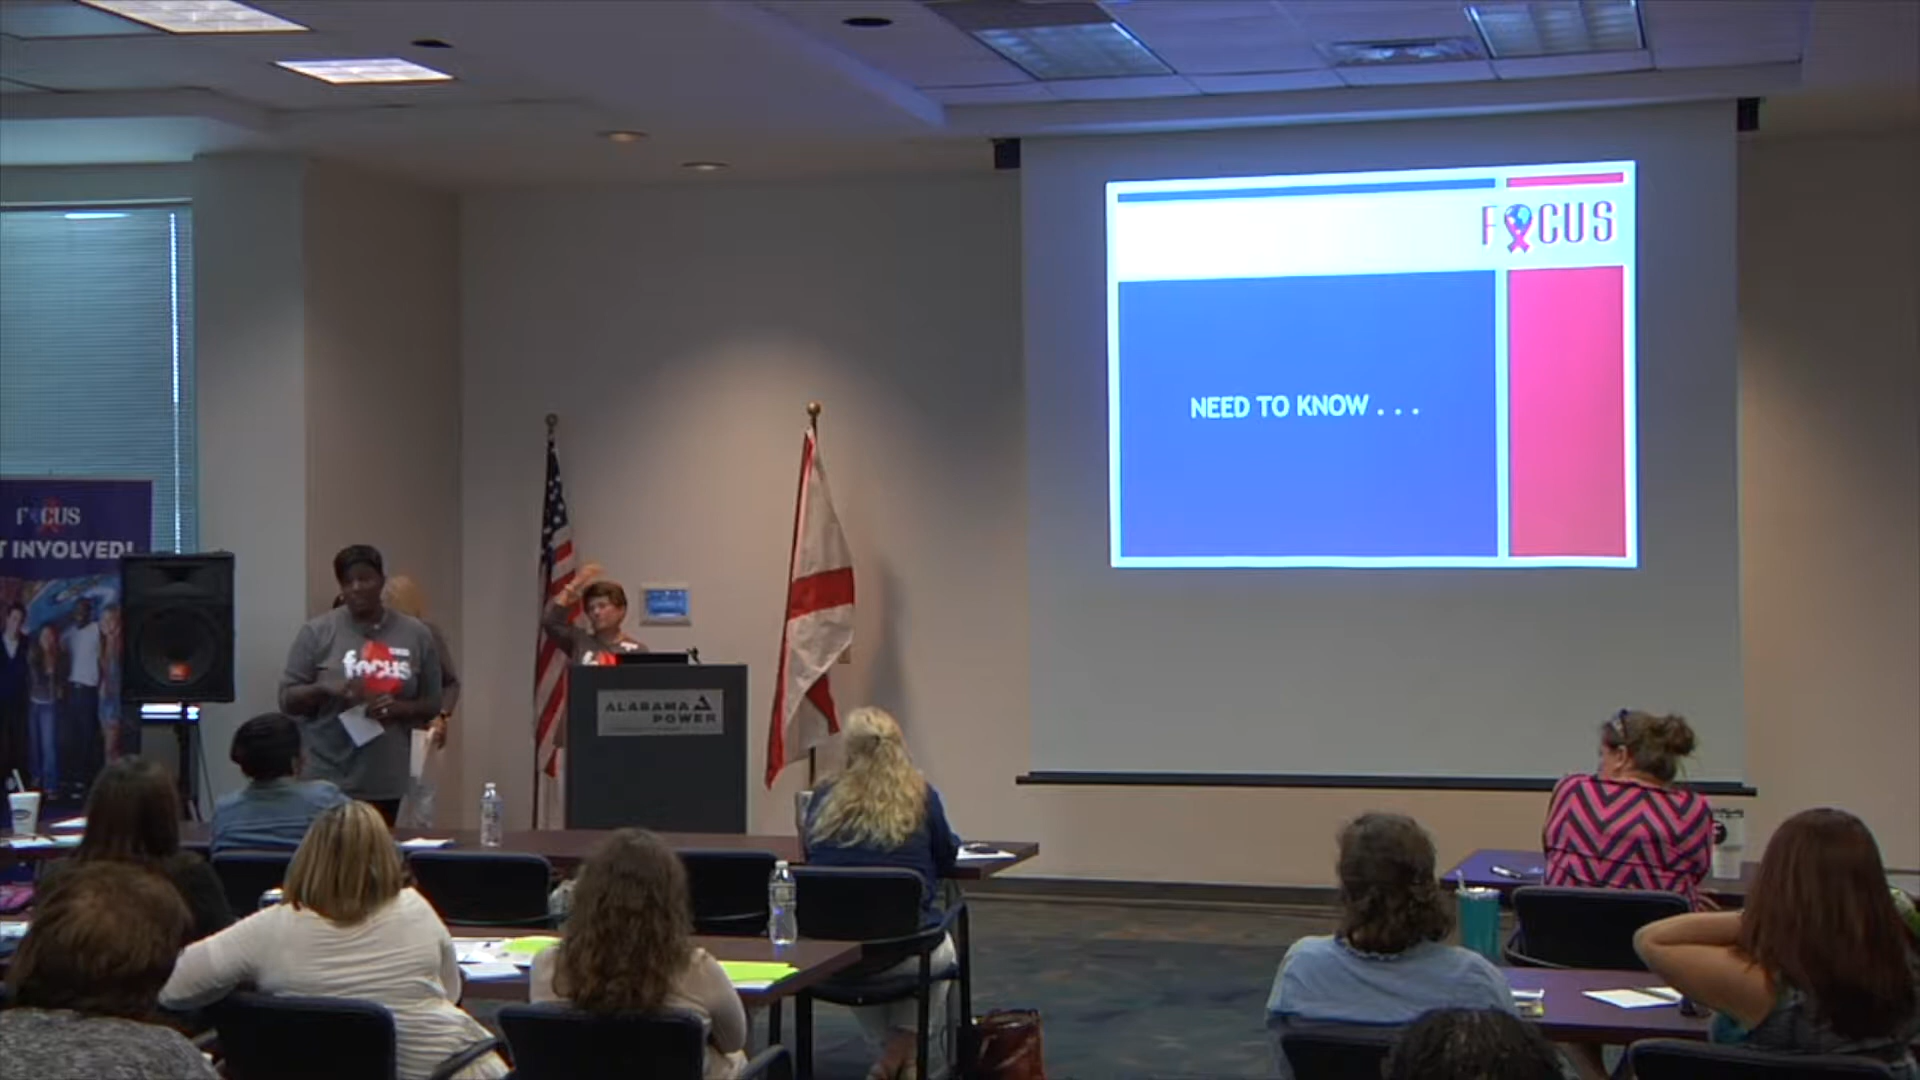 FOCUS
NEED TO KNOW . . .
FOCUS
T INVOLVED!
focus
ALABAMA
POWER